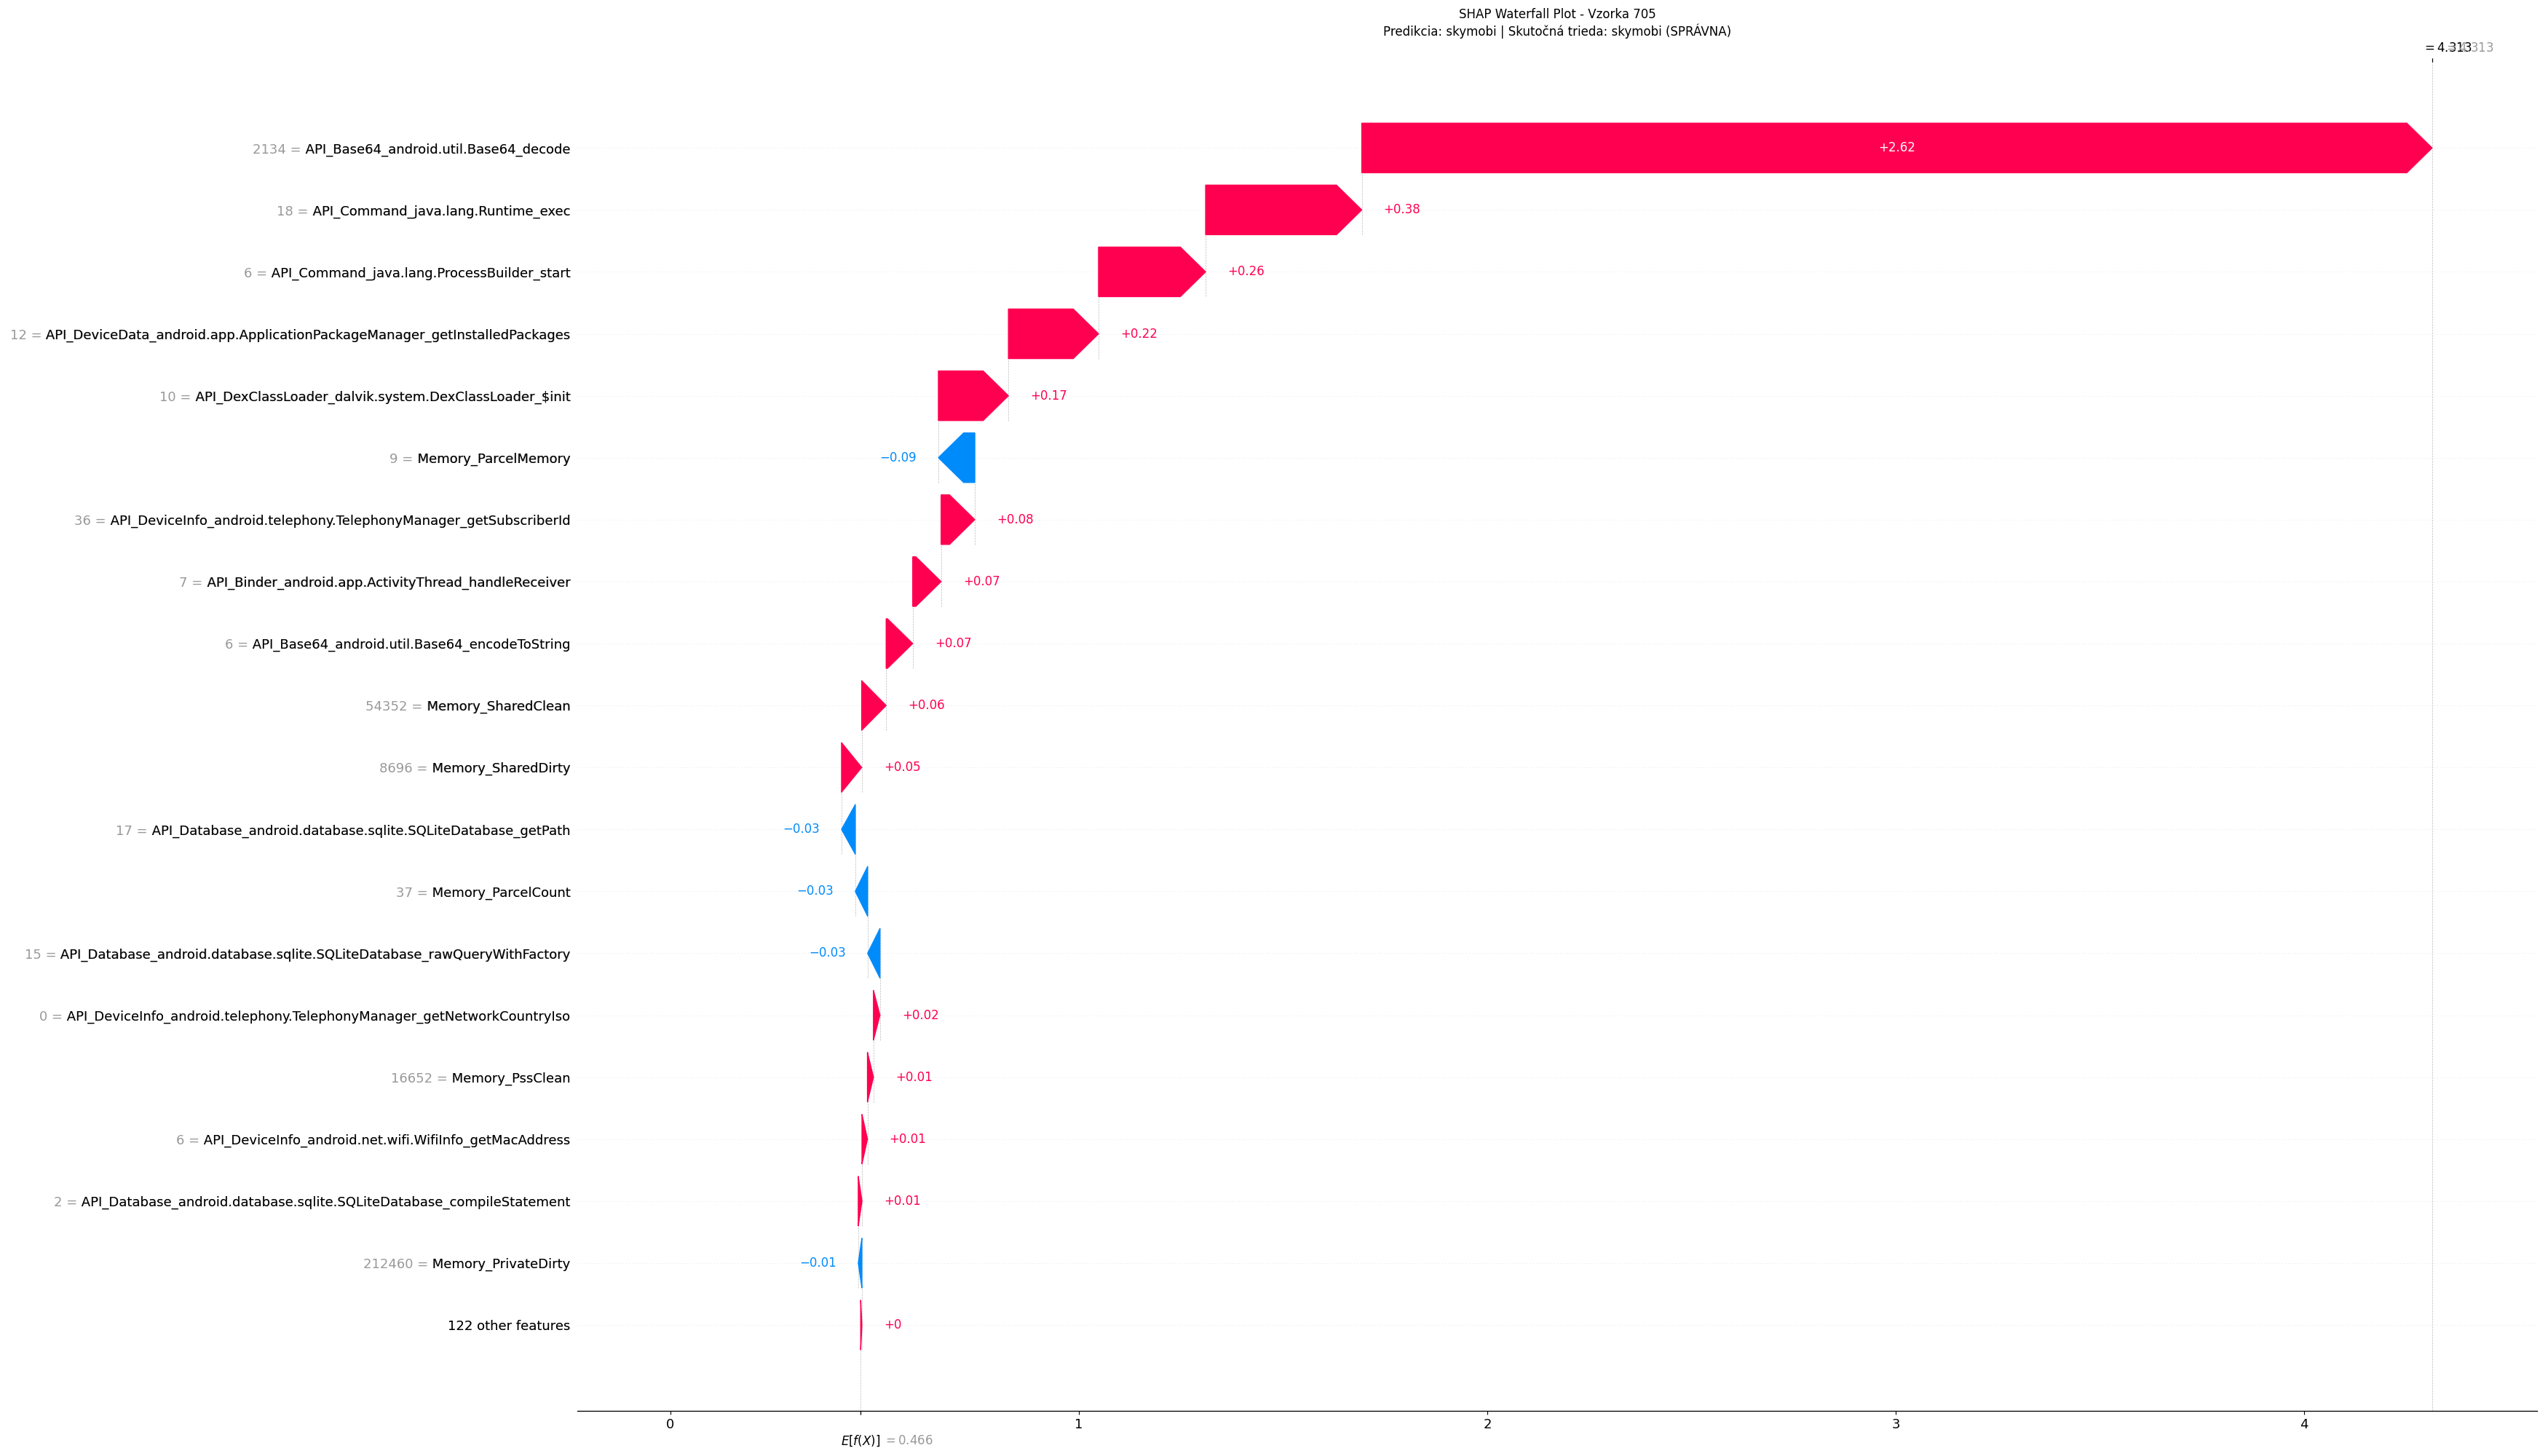 SHAP Waterfall Plot - Vzorka 705
Predikcia: skymobi | Skutočná trieda: skymobi (SPRÁVNA)
= 4.313
2134 = API_Base64_android.util.Base64_decode +2.62
18 = API_Command_java.lang.Runtime_exec +0.38
6 = API_Command_java.lang.ProcessBuilder_start +0.26
12 = API_DeviceData_android.app.ApplicationPackageManager_getInstalledPackages +0.22
10 = API_DexClassLoader_dalvik.system.DexClassLoader_$init +0.17
9 = Memory_ParcelMemory −0.09
36 = API_DeviceInfo_android.telephony.TelephonyManager_getSubscriberId +0.08
7 = API_Binder_android.app.ActivityThread_handleReceiver +0.07
6 = API_Base64_android.util.Base64_encodeToString +0.07
54352 = Memory_SharedClean +0.06
8696 = Memory_SharedDirty +0.05
17 = API_Database_android.database.sqlite.SQLiteDatabase_getPath −0.03
37 = Memory_ParcelCount −0.03
15 = API_Database_android.database.sqlite.SQLiteDatabase_rawQueryWithFactory −0.03
0 = API_DeviceInfo_android.telephony.TelephonyManager_getNetworkCountryIso +0.02
16652 = Memory_PssClean +0.01
6 = API_DeviceInfo_android.net.wifi.WifiInfo_getMacAddress +0.01
2 = API_Database_android.database.sqlite.SQLiteDatabase_compileStatement +0.01
212460 = Memory_PrivateDirty −0.01
122 other features +0
0 1 2 3 4
E[f(X)] = 0.466